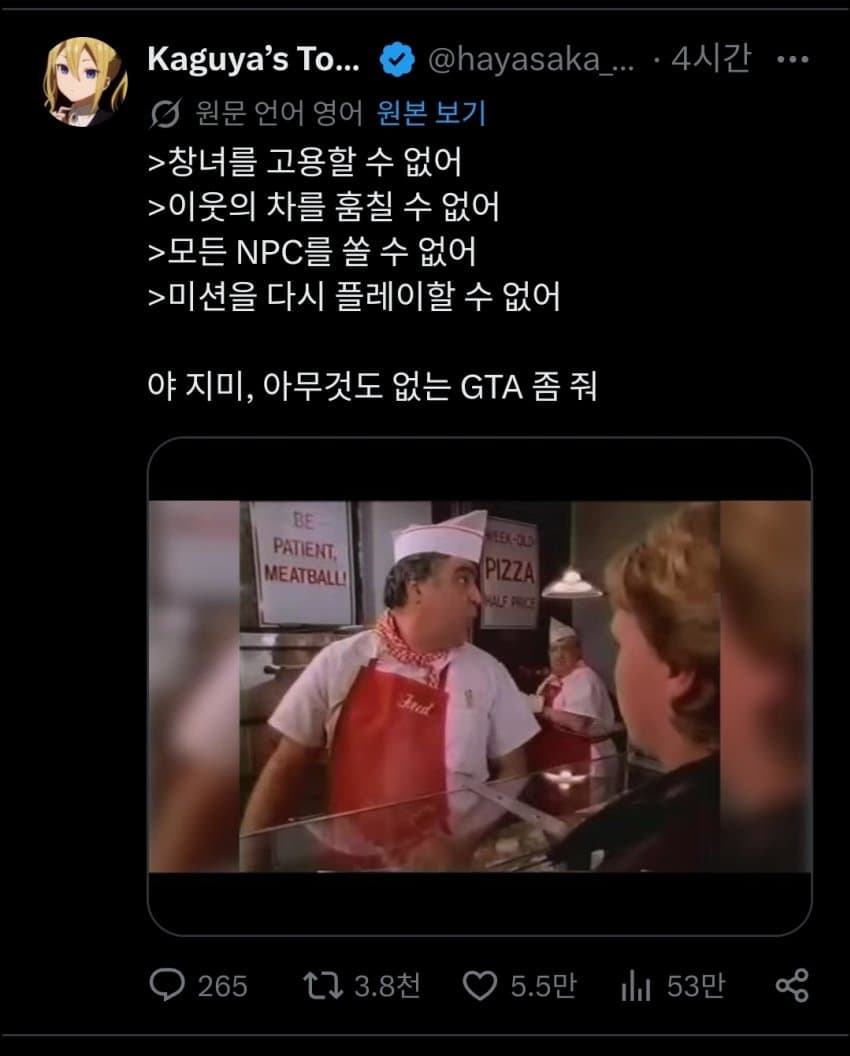 Kaguya’s To... @hayasaka_... · 4시간
원문 언어 영어 원본 보기
>창녀를 고용할 수 없어
>이웃의 차를 훔칠 수 없어
>모든 NPC를 쏠 수 없어
>미션을 다시 플레이할 수 없어
야 지미, 아무것도 없는 GTA 좀 줘
BE
PATIENT,
MEATBALL!
WEEK-OLD
PIZZA
HALF PRICE
Fred
265 3.8천 5.5만 53만